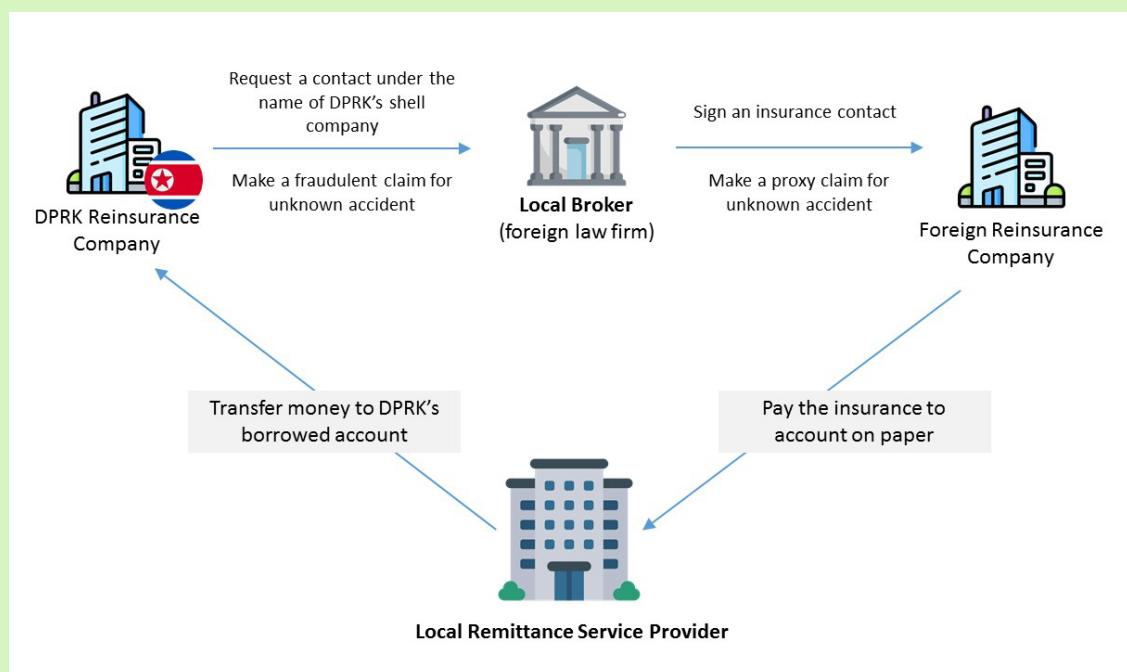 Request a contact under the
name of DPRK's shell
company
Make a fraudulent claim for
unknown accident
Sign an insurance contact
Make a proxy claim for
unknown accident
DPRK Reinsurance
Company
Local Broker
(foreign law firm)
Foreign Reinsurance
Company
Transfer money to DPRK's
borrowed account
Pay the insurance to
account on paper
Local Remittance Service Provider